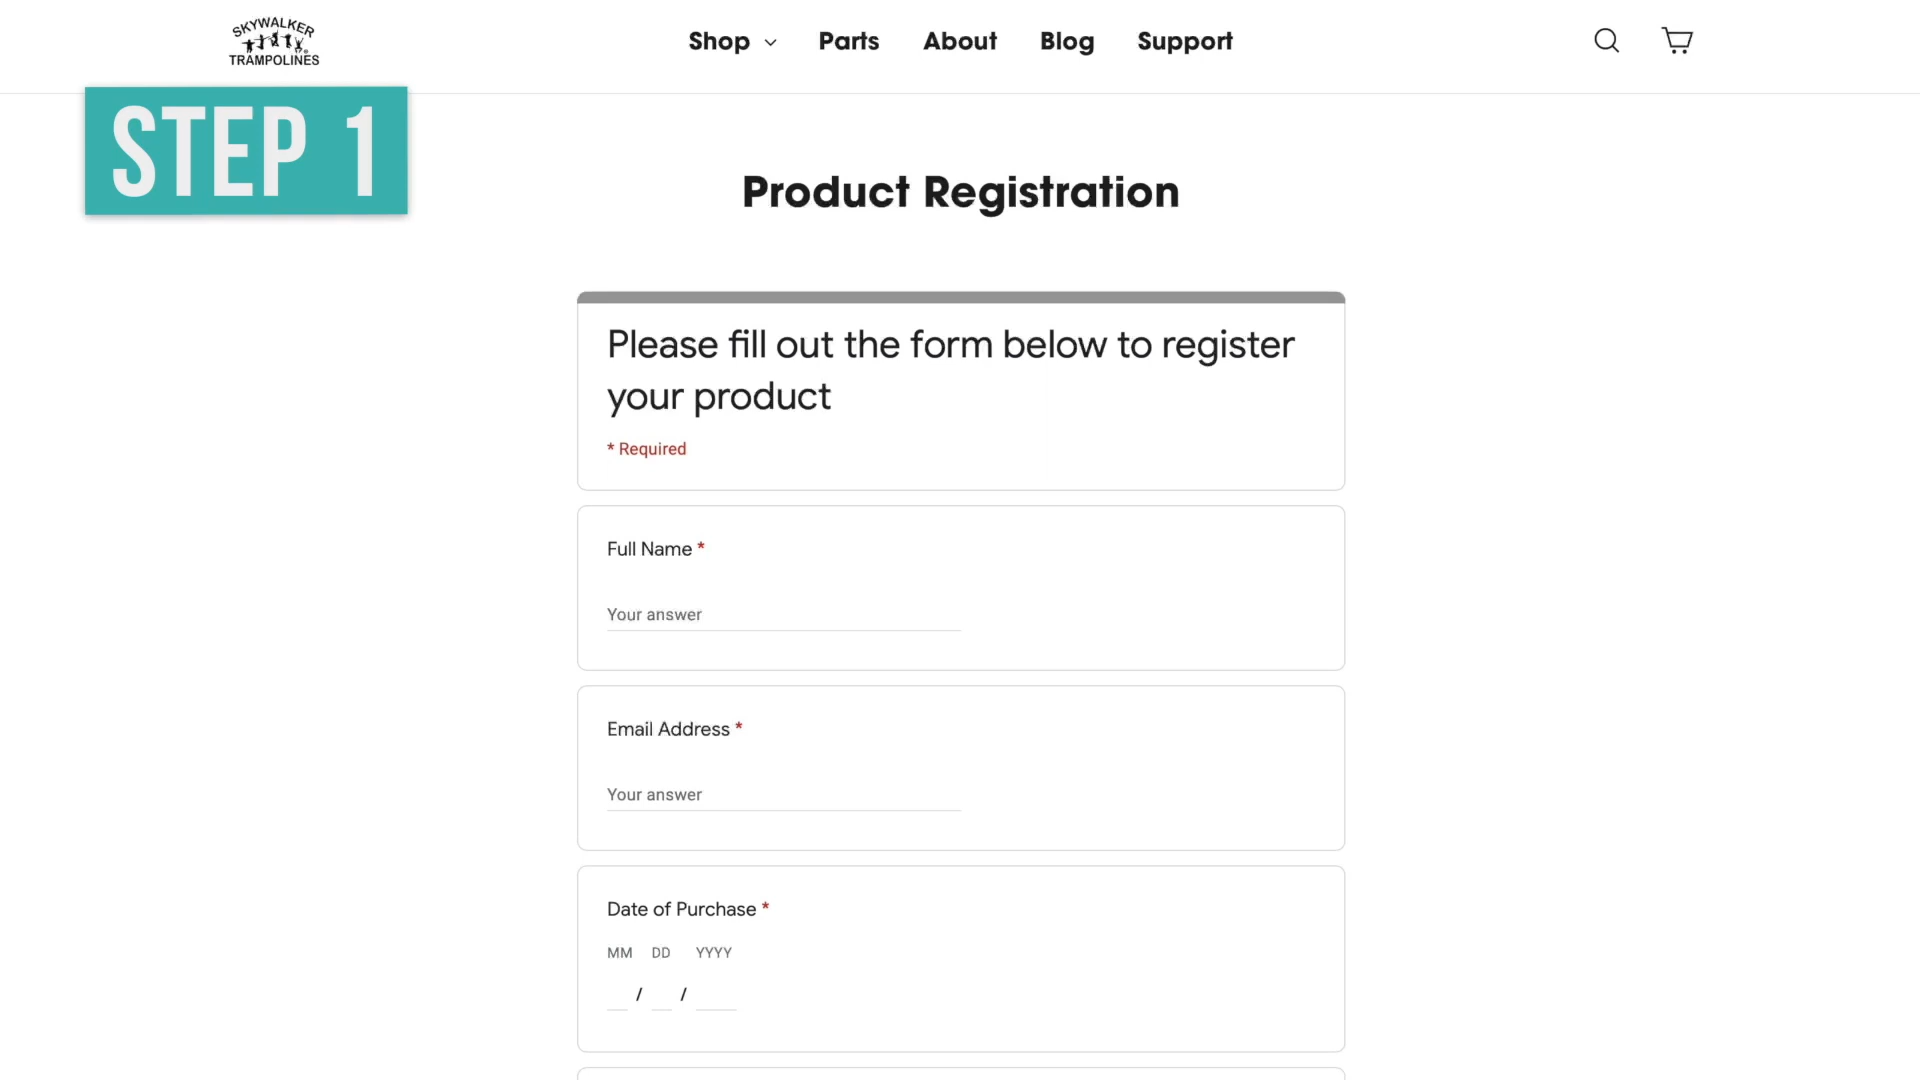 SKYWALKER
TRAMPOLINES
Shop Parts About Blog Support
STEP 1
Product Registration
Please fill out the form below to register
your product
* Required
Full Name *
Your answer
Email Address *
Your answer
Date of Purchase *
MM DD YYYY
/ /